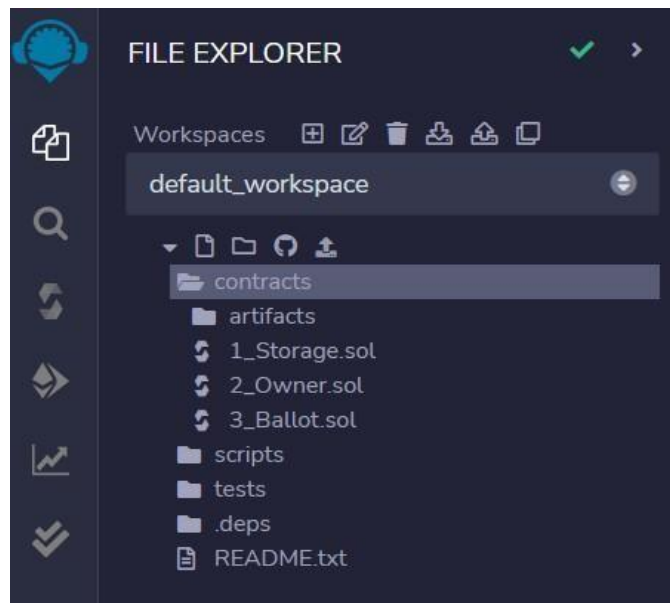 FILE EXPLORER
Workspaces
default_workspace
contracts
artifacts
1_Storage.sol
2_Owner.sol
3_Ballot.sol
scripts
tests
.deps
README.txt